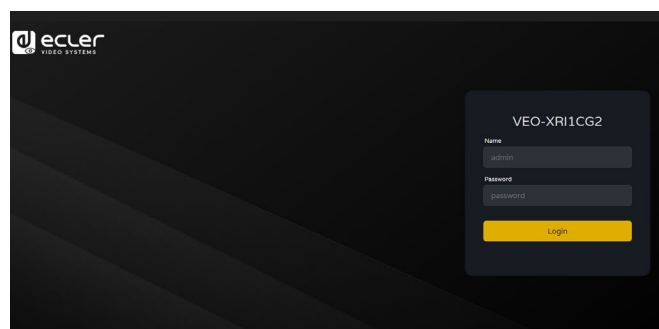 ecler
VIDEO SYSTEMS
VEO-XRI1CG2
Name
admin
Password
password
Login